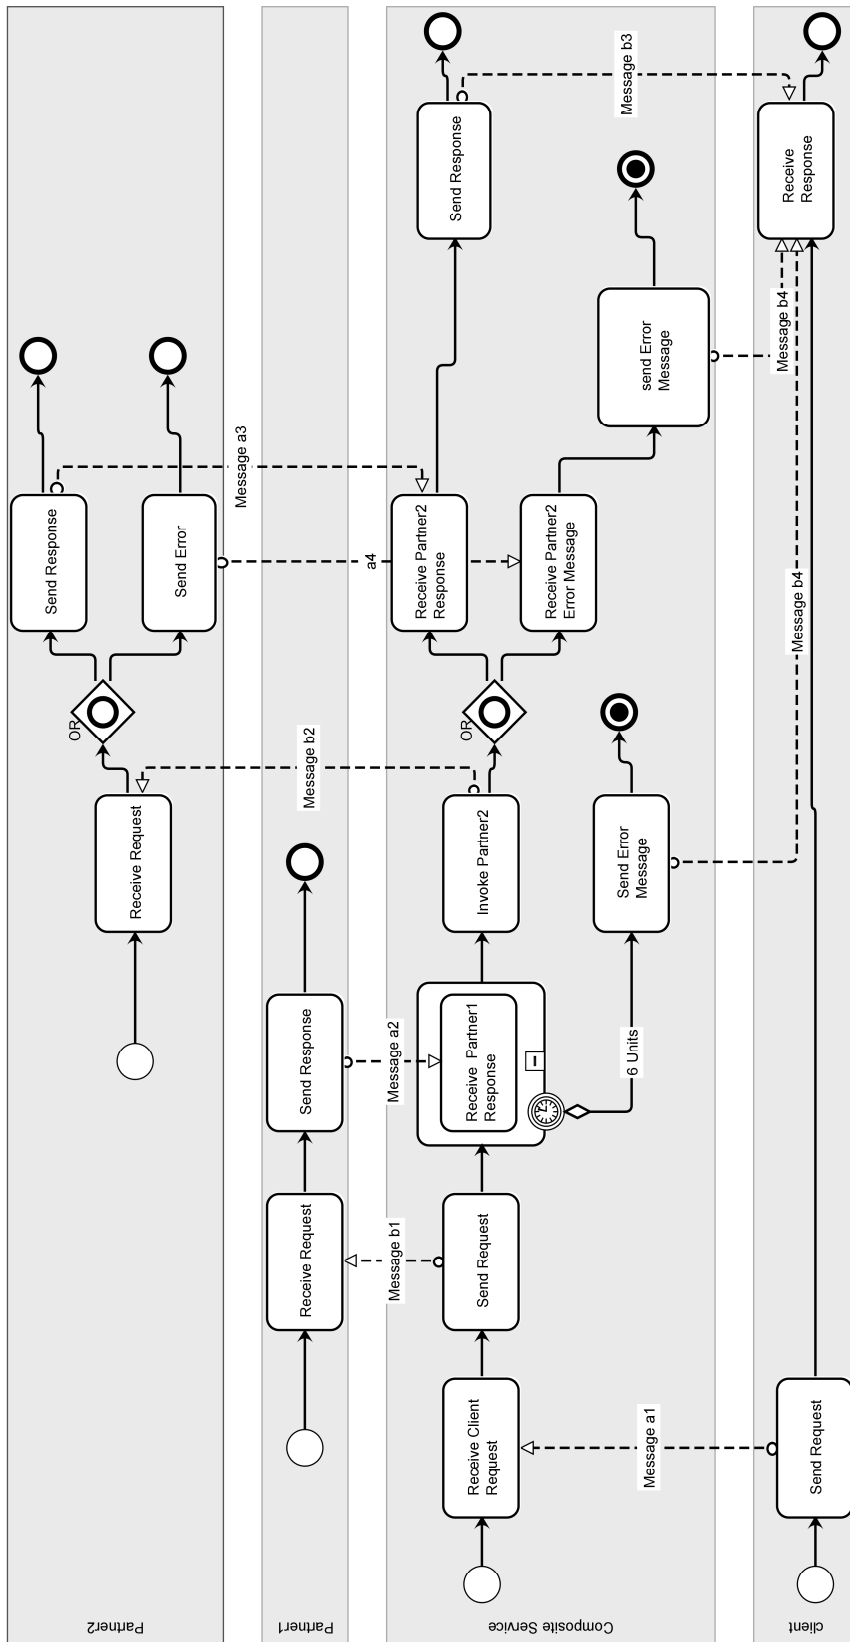 Partner2
Receive Request
OR
Send Response
Send Error
Message a3
a4
Message b2
Partner1
Receive Request
Send Response
Message b1
Message a2
Composite Service
Receive Client
Request
Send Request
Receive Partner1
Response
6 Units
Invoke Partner2
Send Error
Message
OR
Receive Partner2
Response
Receive Partner2
Error Message
send Error
Message
Send Response
Message a1
Message b4
Message b4
Message b3
client
Send Request
Receive
Response